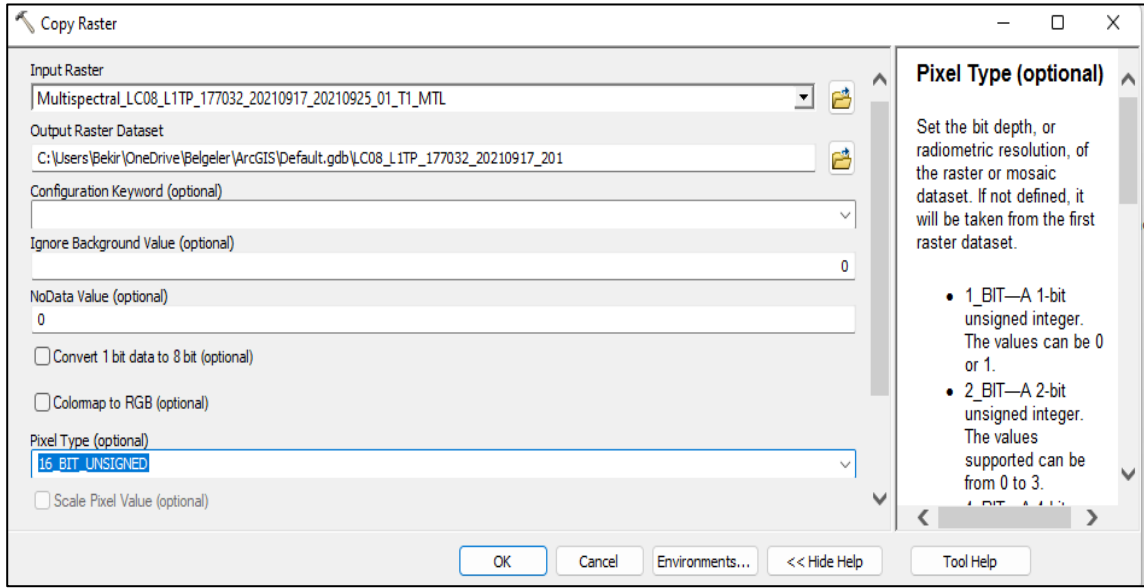 Copy Raster
Input Raster
Multispectral_LC08_L1TP_177032_20210917_20210925_01_T1_MTL
Output Raster Dataset
C:\Users\Bekir\OneDrive\Belgeler\ArcGIS\Default.gdb\LC08_L1TP_177032_20210917_201
Configuration Keyword (optional)
Ignore Background Value (optional)
0
NoData Value (optional)
0
Convert 1 bit data to 8 bit (optional)
Colormap to RGB (optional)
Pixel Type (optional)
16_BIT_UNSIGNED
Scale Pixel Value (optional)
OK
Cancel
Environments...
<< Hide Help
Pixel Type (optional)
Set the bit depth, or
radiometric resolution, of
the raster or mosaic
dataset. If not defined, it
will be taken from the first
raster dataset.
• 1_BIT—A 1-bit
unsigned integer.
The values can be 0
or 1.
• 2_BIT—A 2-bit
unsigned integer.
The values
supported can be
from 0 to 3.
Tool Help